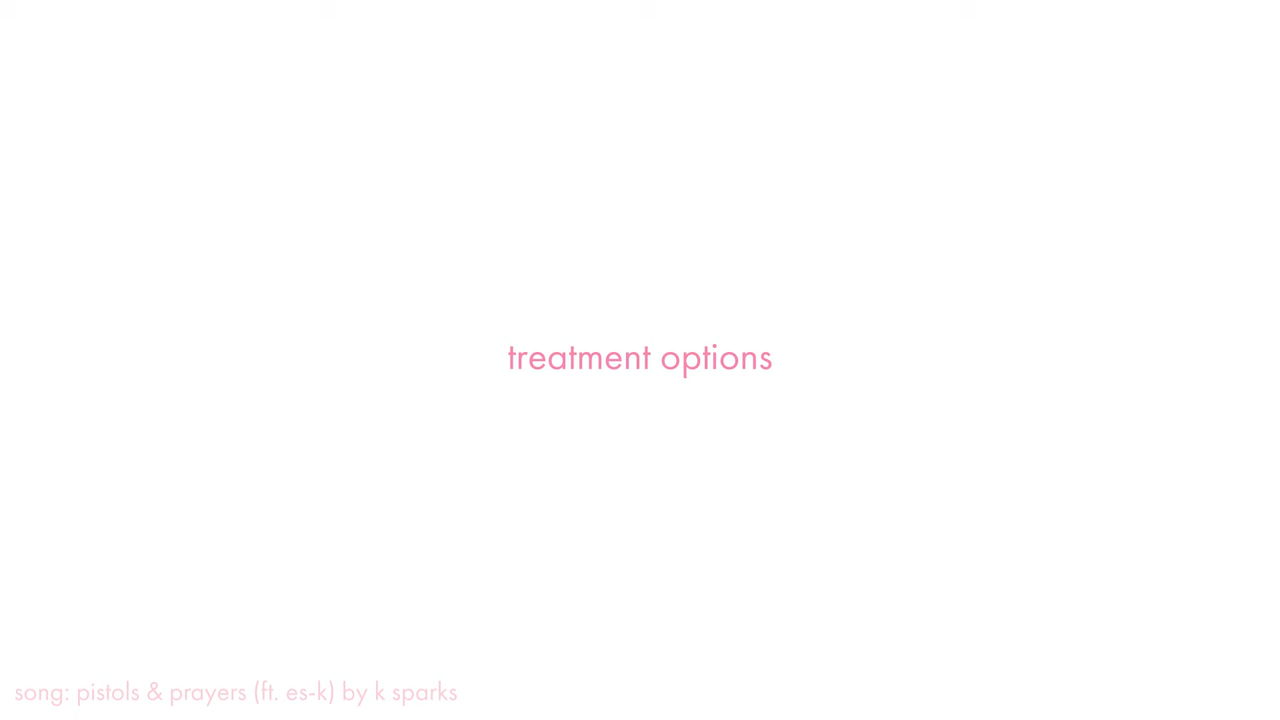 treatment options
song: pistols & prayers (ft. es-k) by k sparks